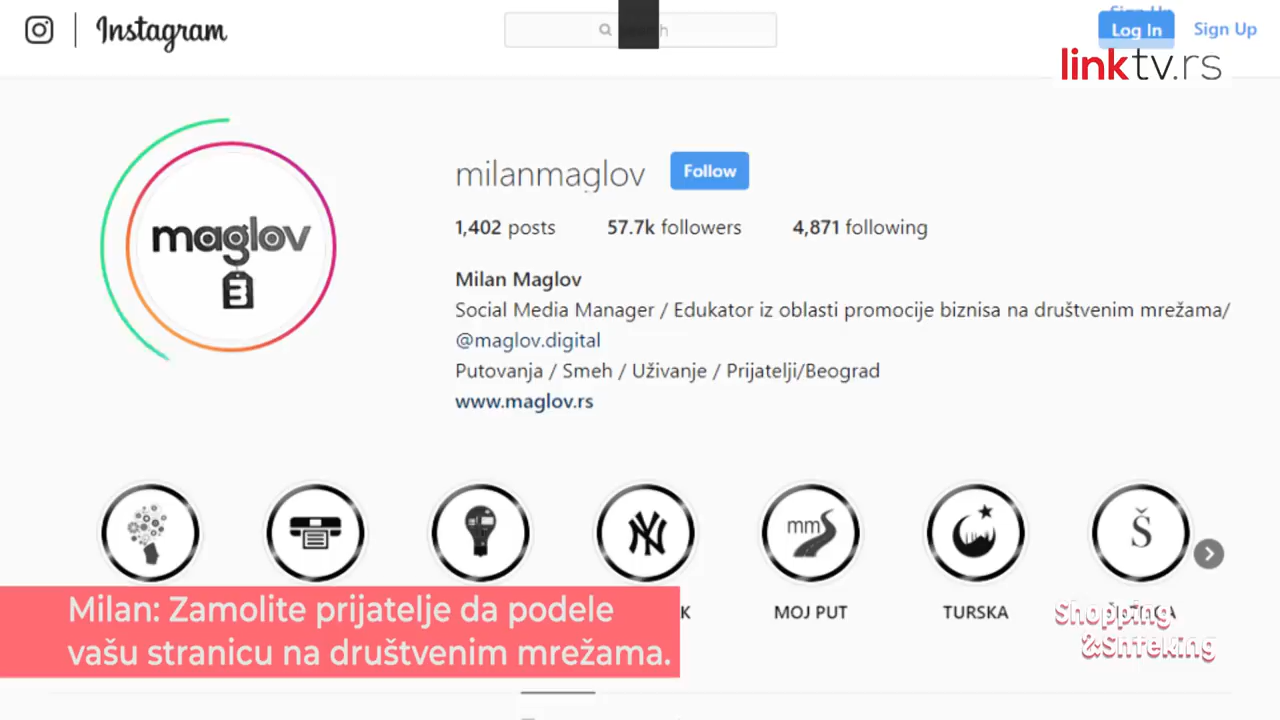 Instagram
Log In
Sign Up
linktv.rs
maglov
milanmaglov
Follow
1,402 posts
57.7k followers
4,871 following
Milan Maglov
Social Media Manager / Edukator iz oblasti promocije biznisa na društvenim mrežama/
@maglov.digital
Putovanja / Smeh / Uživanje / Prijatelji/Beograd
www.maglov.rs
mm
Š
MOJ PUT
TURSKA
Milan: Zamolite prijatelje da podele
vašu stranicu na društvenim mrežama.
Shopping
&Shteking